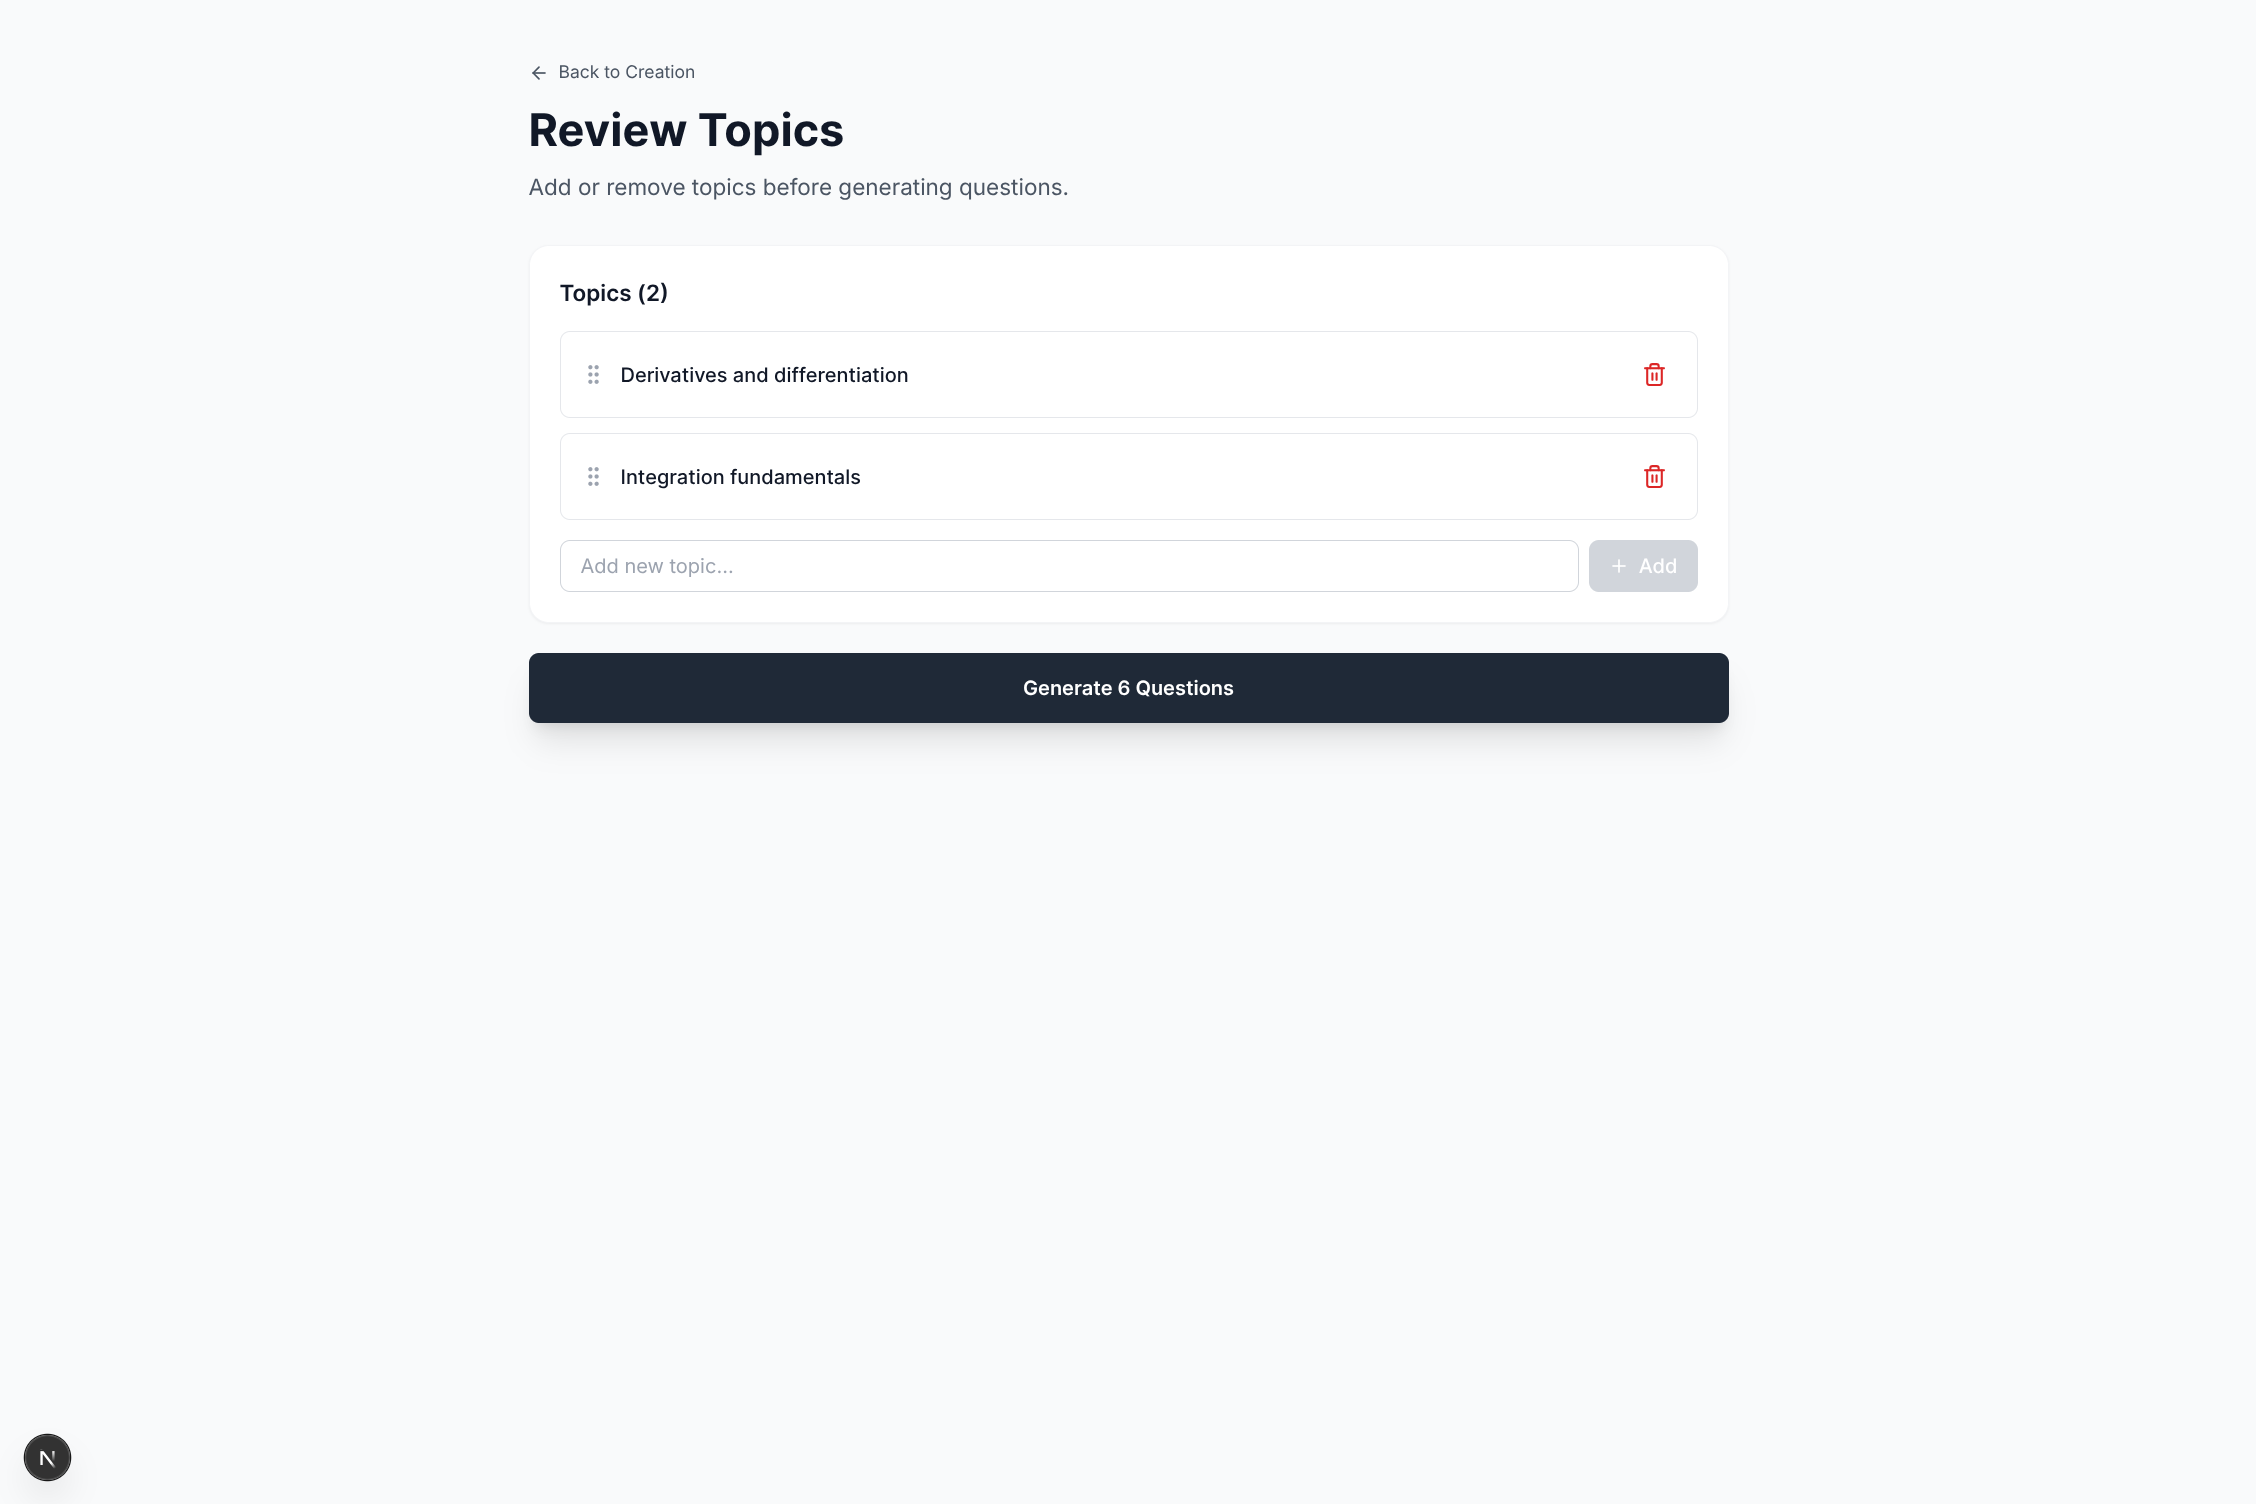 Back to Creation
Review Topics
Add or remove topics before generating questions.
Topics (2)
Derivatives and differentiation
Integration fundamentals
Add new topic...
Add
Generate 6 Questions
N